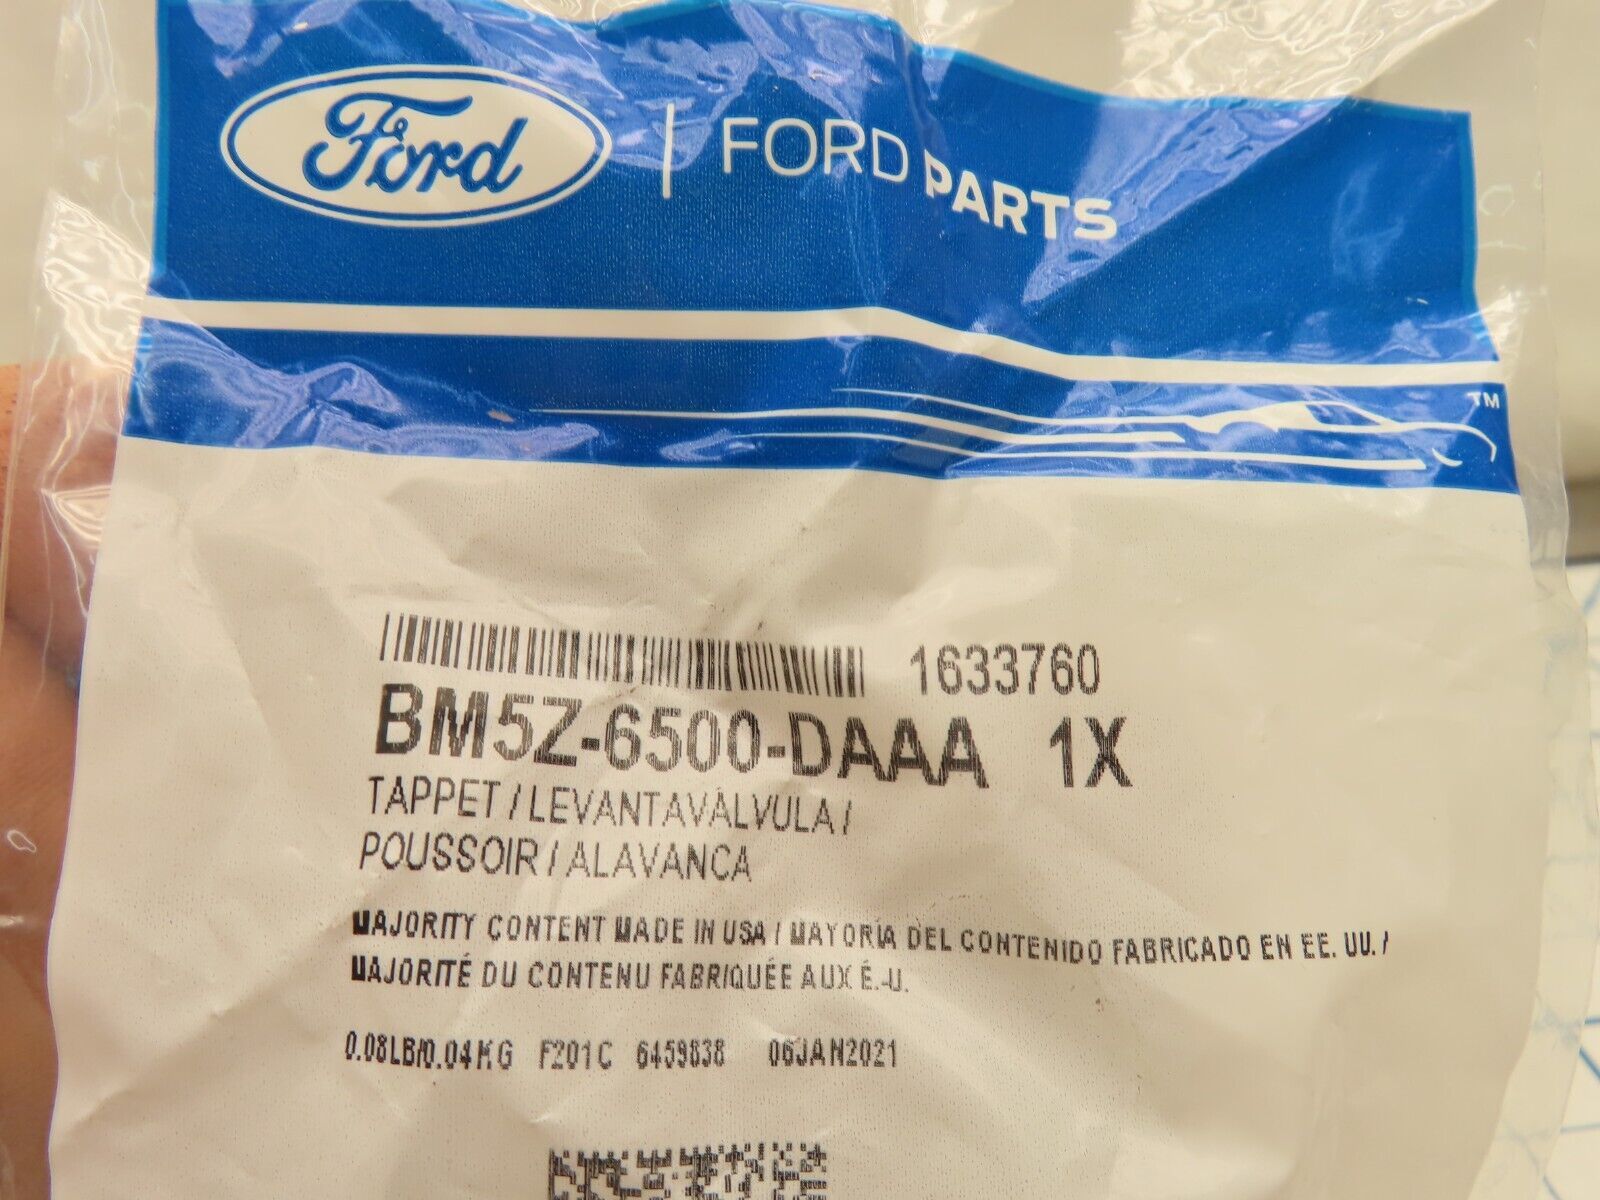 Ford | FORD PARTS
TM
1633760
BM5Z-6500-DAAA 1X
TAPPET / LEVANTAVÁLVULA /
POUSSOIR / ALAVANCA
MAJORITY CONTENT MADE IN USA / MAYORÍA DEL CONTENIDO FABRICADO EN EE. UU. /
MAJORITÉ DU CONTENU FABRIQUÉE AUX É.-U.
0.08LB/0.04KG F201C 6459838 06JAN2021